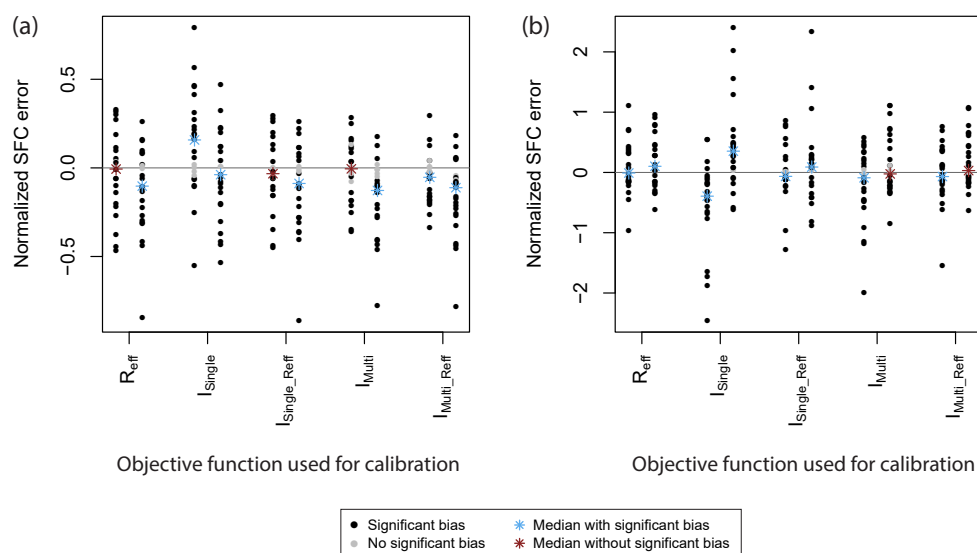 (a)
Normalized SFC error
0.5
0.0
−0.5
R_eff
I_Single
I_Single_Reff
I_Multi
I_Multi_Reff
Objective function used for calibration
(b)
Normalized SFC error
2
1
0
−1
−2
R_eff
I_Single
I_Single_Reff
I_Multi
I_Multi_Reff
Objective function used for calibration
Significant bias
No significant bias
Median with significant bias
Median without significant bias